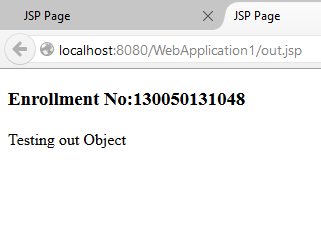 JSP Page
JSP Page
localhost:8080/WebApplication1/out.jsp
Enrollment No:130050131048
Testing out Object